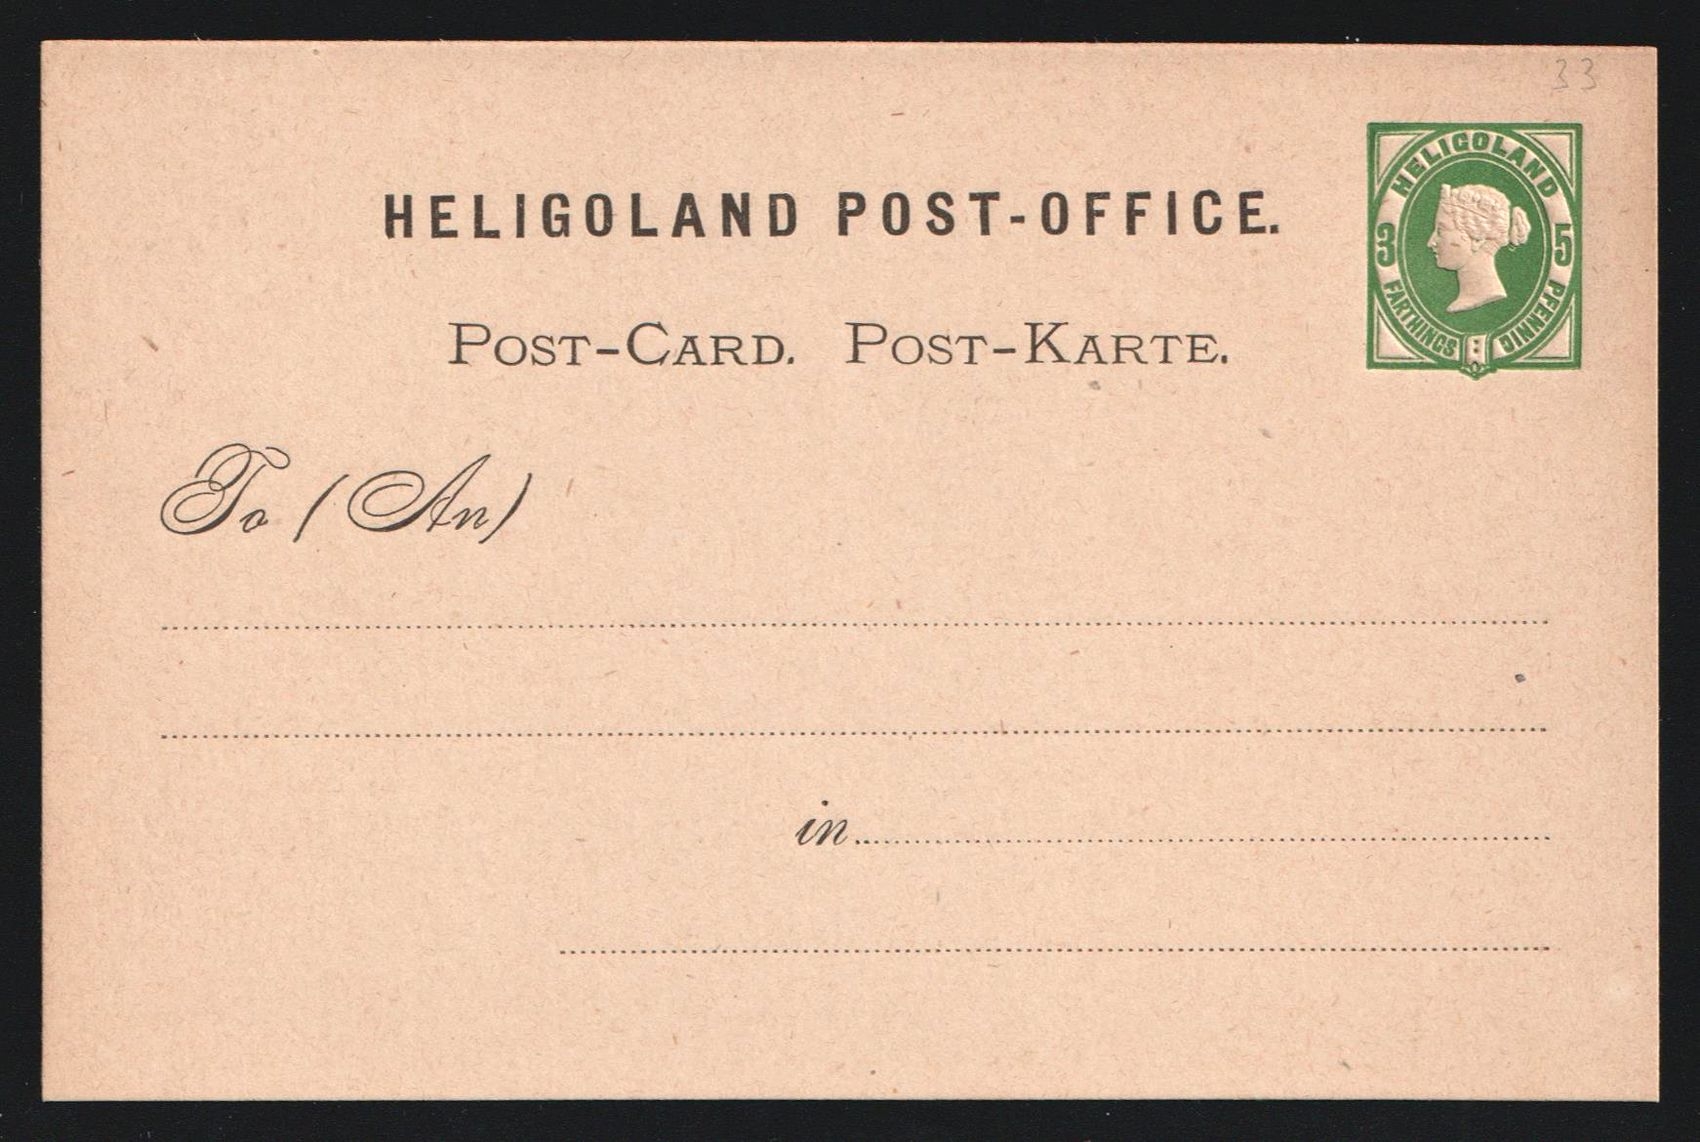 33
HELIGOLAND
3 5
FARTHINGS PFENNIG
HELIGOLAND POST-OFFICE.
POST-CARD. POST-KARTE.
To (An)
in